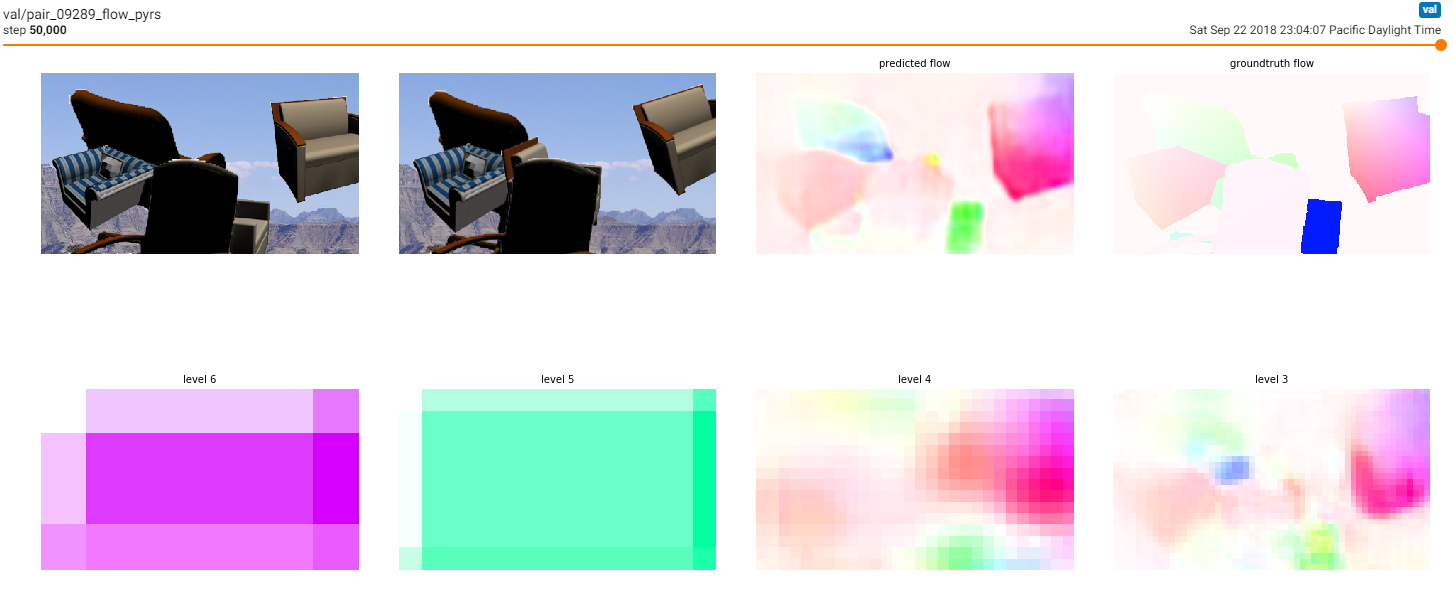 val/pair_09289_flow_pyrs
val
step 50,000
Sat Sep 22 2018 23:04:07 Pacific Daylight Time
predicted flow
groundtruth flow
level 6
level 5
level 4
level 3